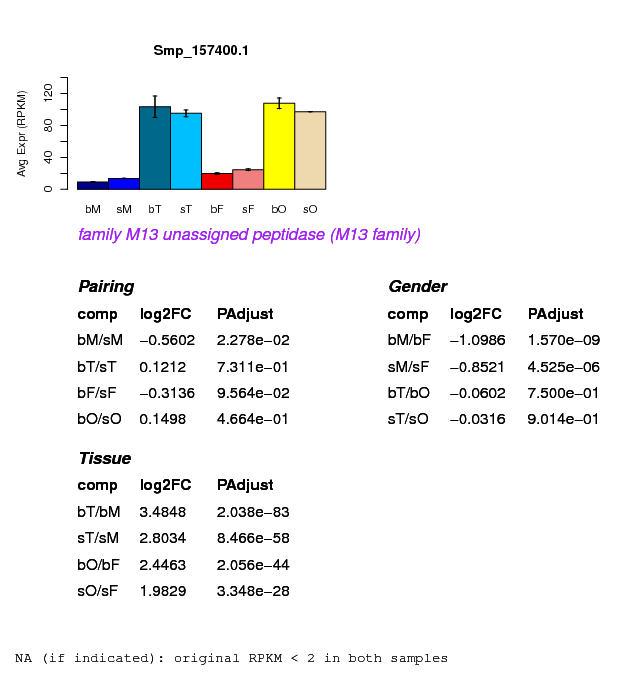 Smp_157400.1
Avg Expr (RPKM)
0 40 80 120
bM sM bT sT bF sF bO sO
family M13 unassigned peptidase (M13 family)
Pairing
comp log2FC PAdjust
bM/sM −0.5602 2.278e−02
bT/sT 0.1212 7.311e−01
bF/sF −0.3136 9.564e−02
bO/sO 0.1498 4.664e−01
Gender
comp log2FC PAdjust
bM/bF −1.0986 1.570e−09
sM/sF −0.8521 4.525e−06
bT/bO −0.0602 7.500e−01
sT/sO −0.0316 9.014e−01
Tissue
comp log2FC PAdjust
bT/bM 3.4848 2.038e−83
sT/sM 2.8034 8.466e−58
bO/bF 2.4463 2.056e−44
sO/sF 1.9829 3.348e−28
NA (if indicated): original RPKM < 2 in both samples